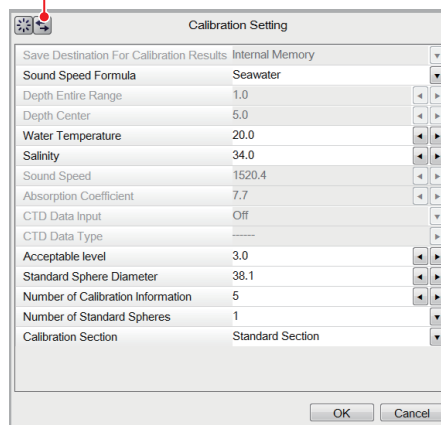 Calibration Setting
Save Destination For Calibration Results Internal Memory
Sound Speed Formula Seawater
Depth Entire Range 1.0
Depth Center 5.0
Water Temperature 20.0
Salinity 34.0
Sound Speed 1520.4
Absorption Coefficient 7.7
CTD Data Input Off
CTD Data Type ------
Acceptable level 3.0
Standard Sphere Diameter 38.1
Number of Calibration Information 5
Number of Standard Spheres 1
Calibration Section Standard Section
OK Cancel